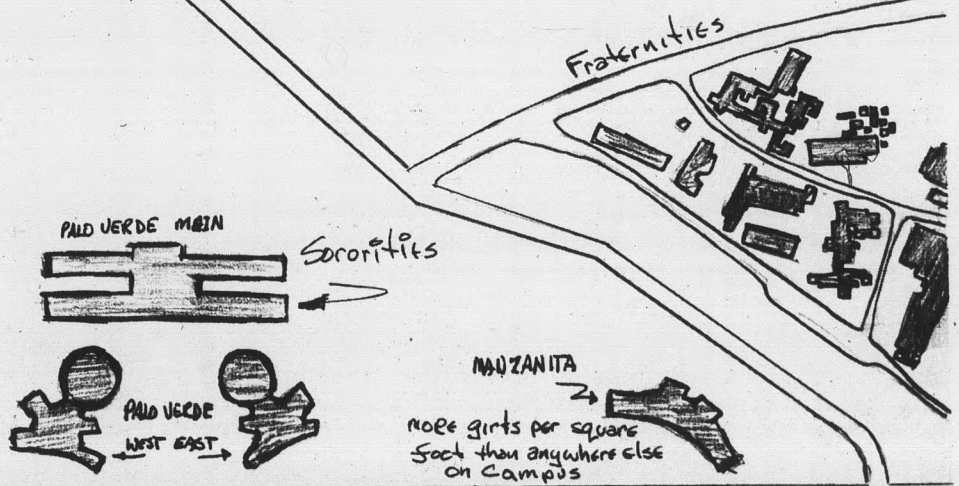 Fraternities
PALO VERDE MAIN
Sororities
MANZANITA
PALO VERDE
WEST EAST
MORE girls per square
foot than anywhere else
on Campus